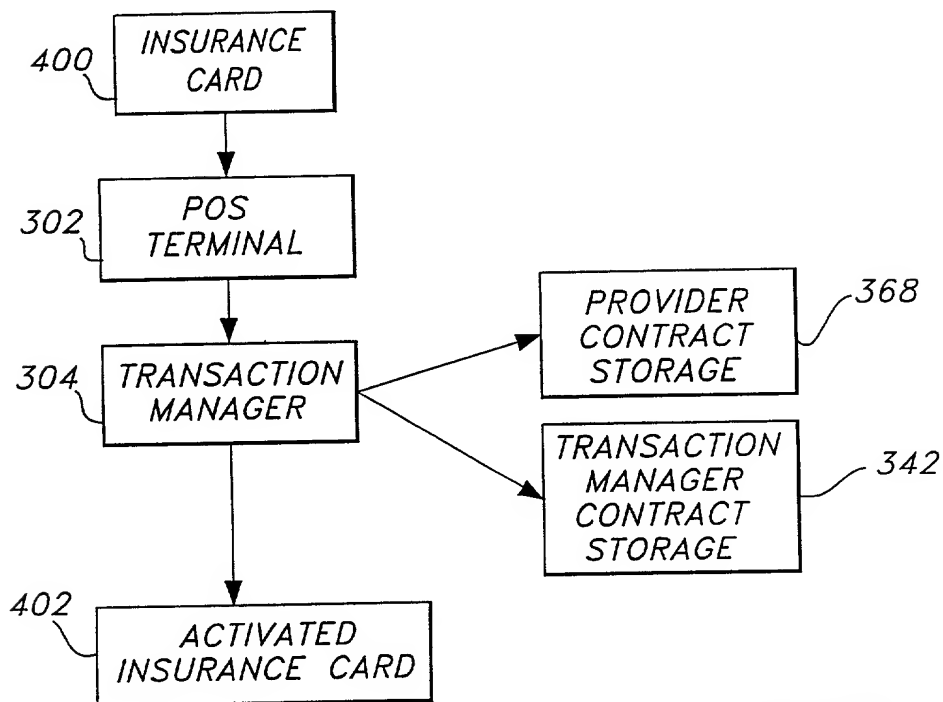 INSURANCE
CARD
400
POS
TERMINAL
302
PROVIDER
CONTRACT
STORAGE
368
TRANSACTION
MANAGER
304
TRANSACTION
MANAGER
CONTRACT
STORAGE
342
402
ACTIVATED
INSURANCE CARD